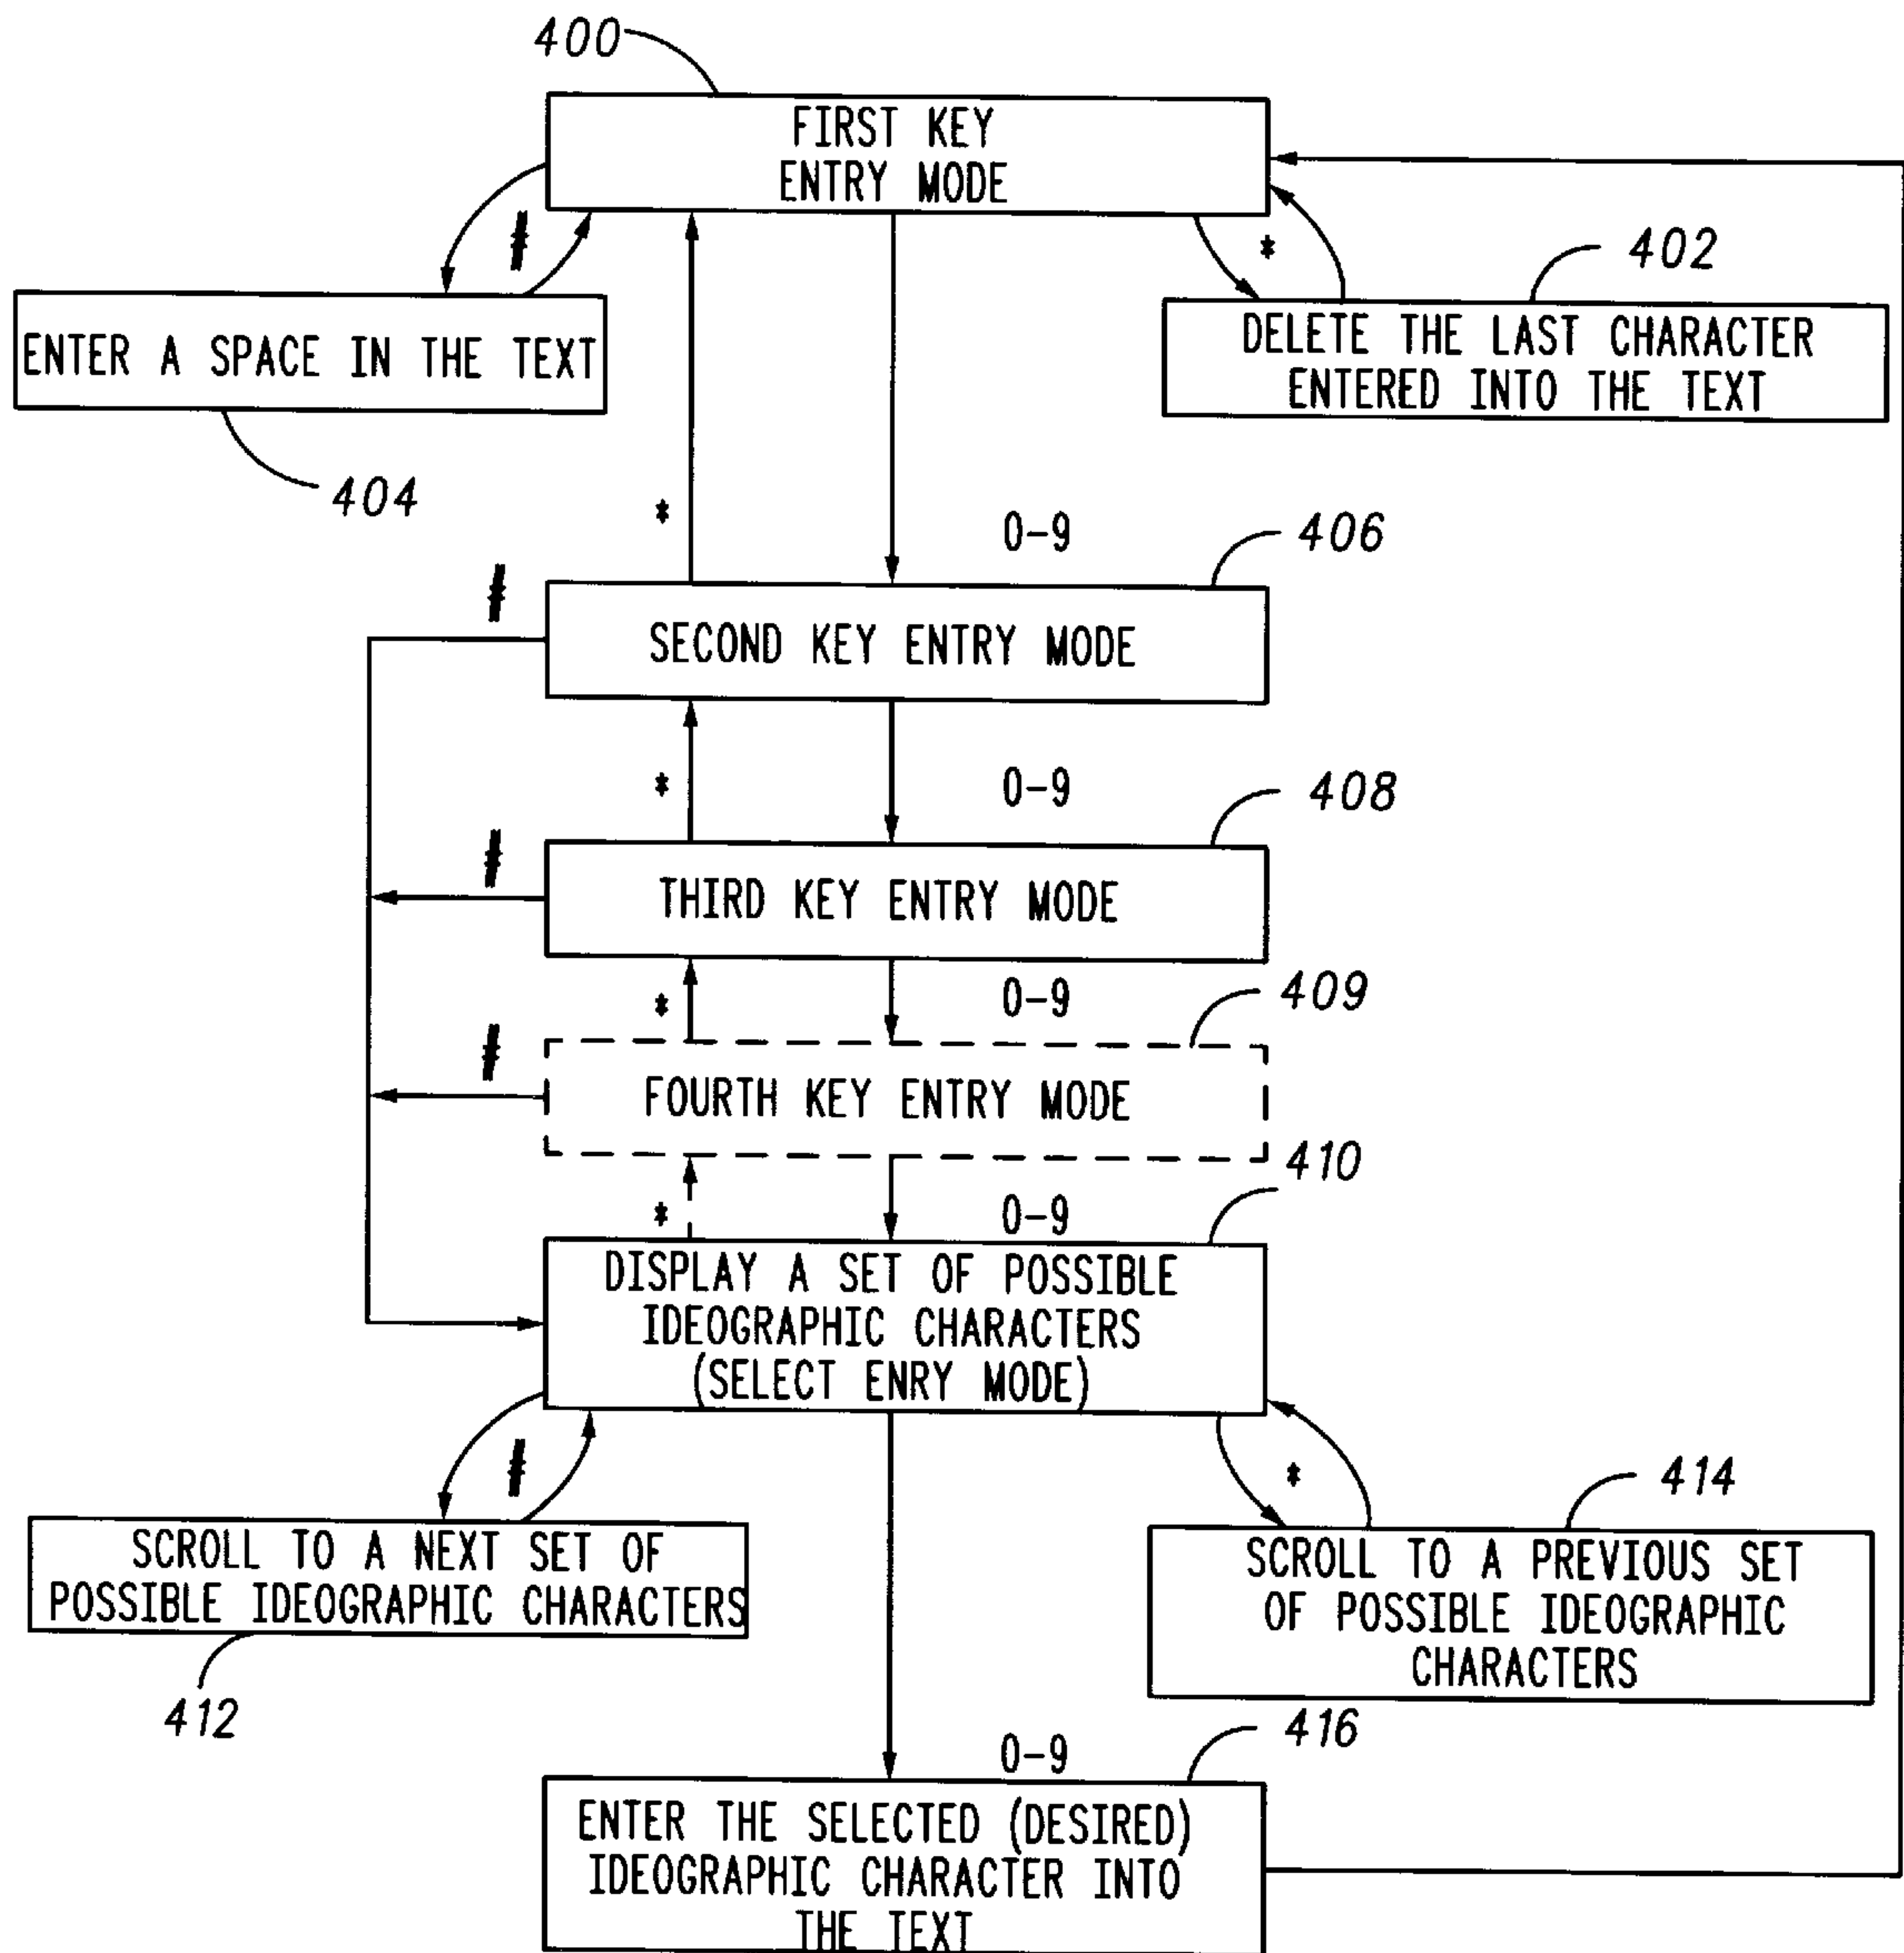 400
FIRST KEY
ENTRY MODE
#
*
402
ENTER A SPACE IN THE TEXT
DELETE THE LAST CHARACTER
ENTERED INTO THE TEXT
404
*
0-9
406
#
SECOND KEY ENTRY MODE
*
0-9
408
#
THIRD KEY ENTRY MODE
*
0-9
409
#
FOURTH KEY ENTRY MODE
410
*
0-9
DISPLAY A SET OF POSSIBLE
IDEOGRAPHIC CHARACTERS
(SELECT ENRY MODE)
#
*
414
SCROLL TO A NEXT SET OF
POSSIBLE IDEOGRAPHIC CHARACTERS
SCROLL TO A PREVIOUS SET
OF POSSIBLE IDEOGRAPHIC
CHARACTERS
412
416
0-9
ENTER THE SELECTED (DESIRED)
IDEOGRAPHIC CHARACTER INTO
THE TEXT